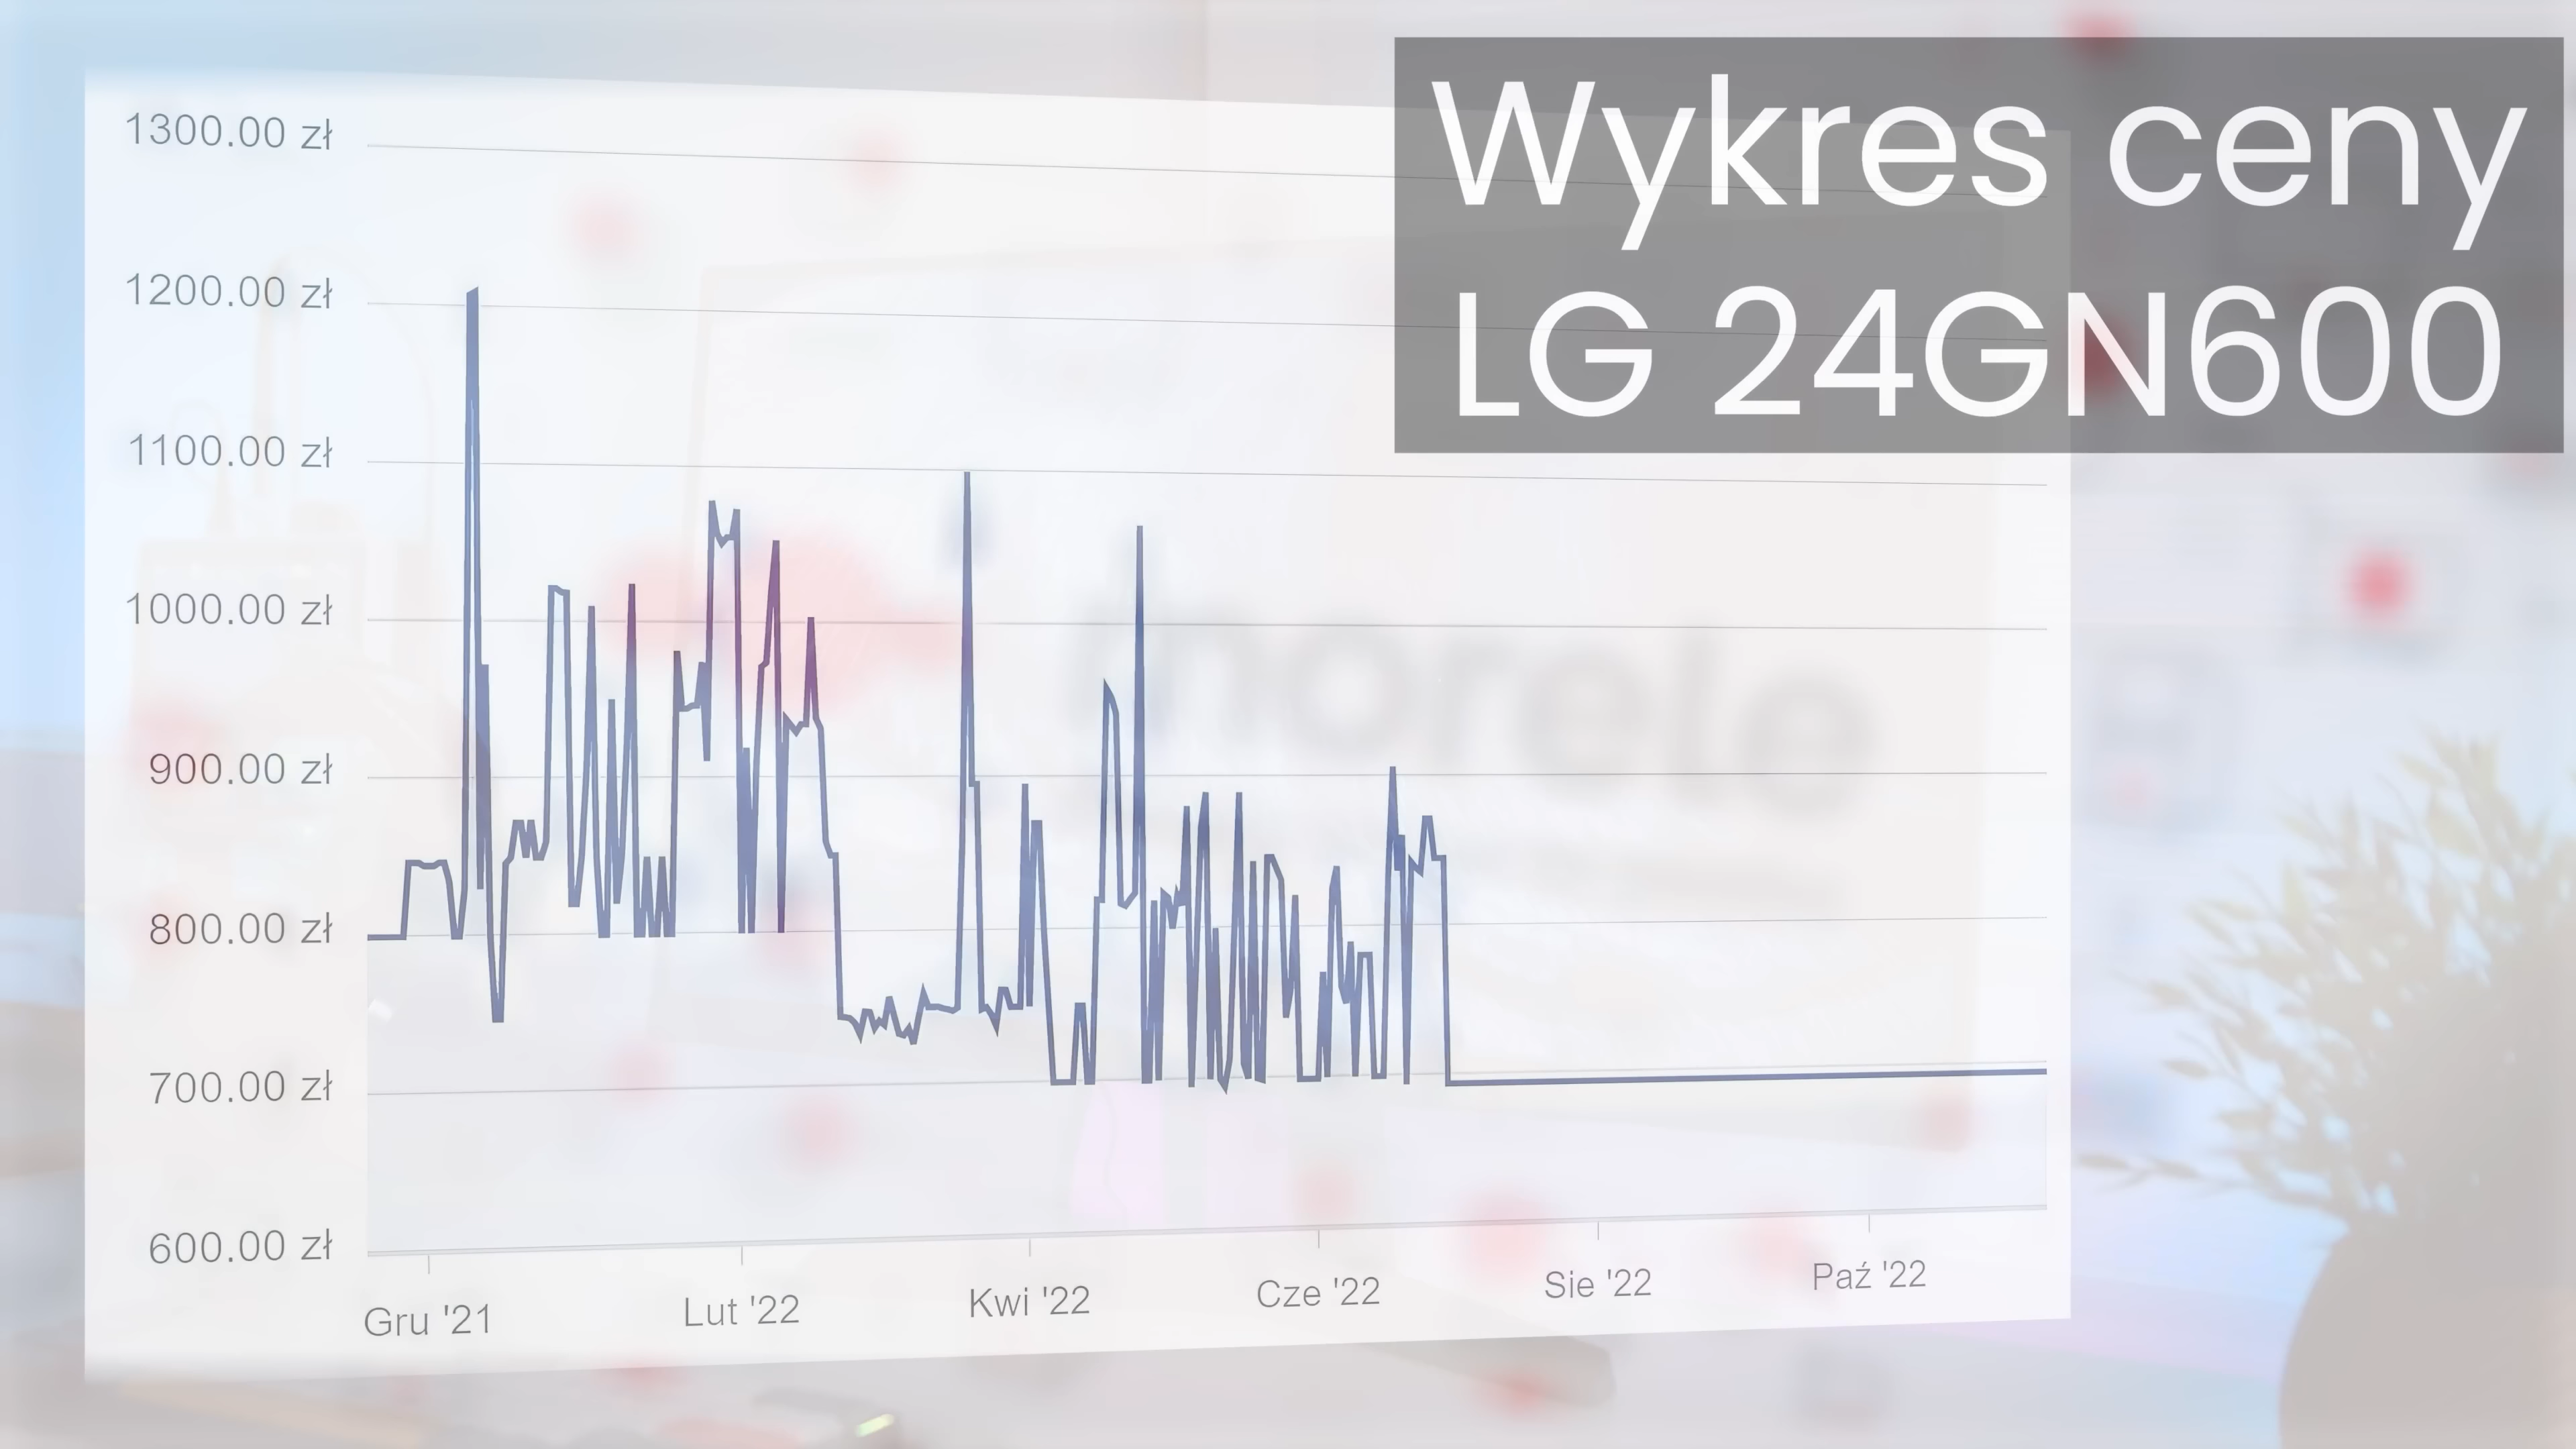 Wykres ceny
LG 24GN600
1300.00 zł
1200.00 zł
1100.00 zł
1000.00 zł
900.00 zł
800.00 zł
700.00 zł
600.00 zł
Gru '21
Lut '22
Kwi '22
Cze '22
Sie '22
Paź '22
morele